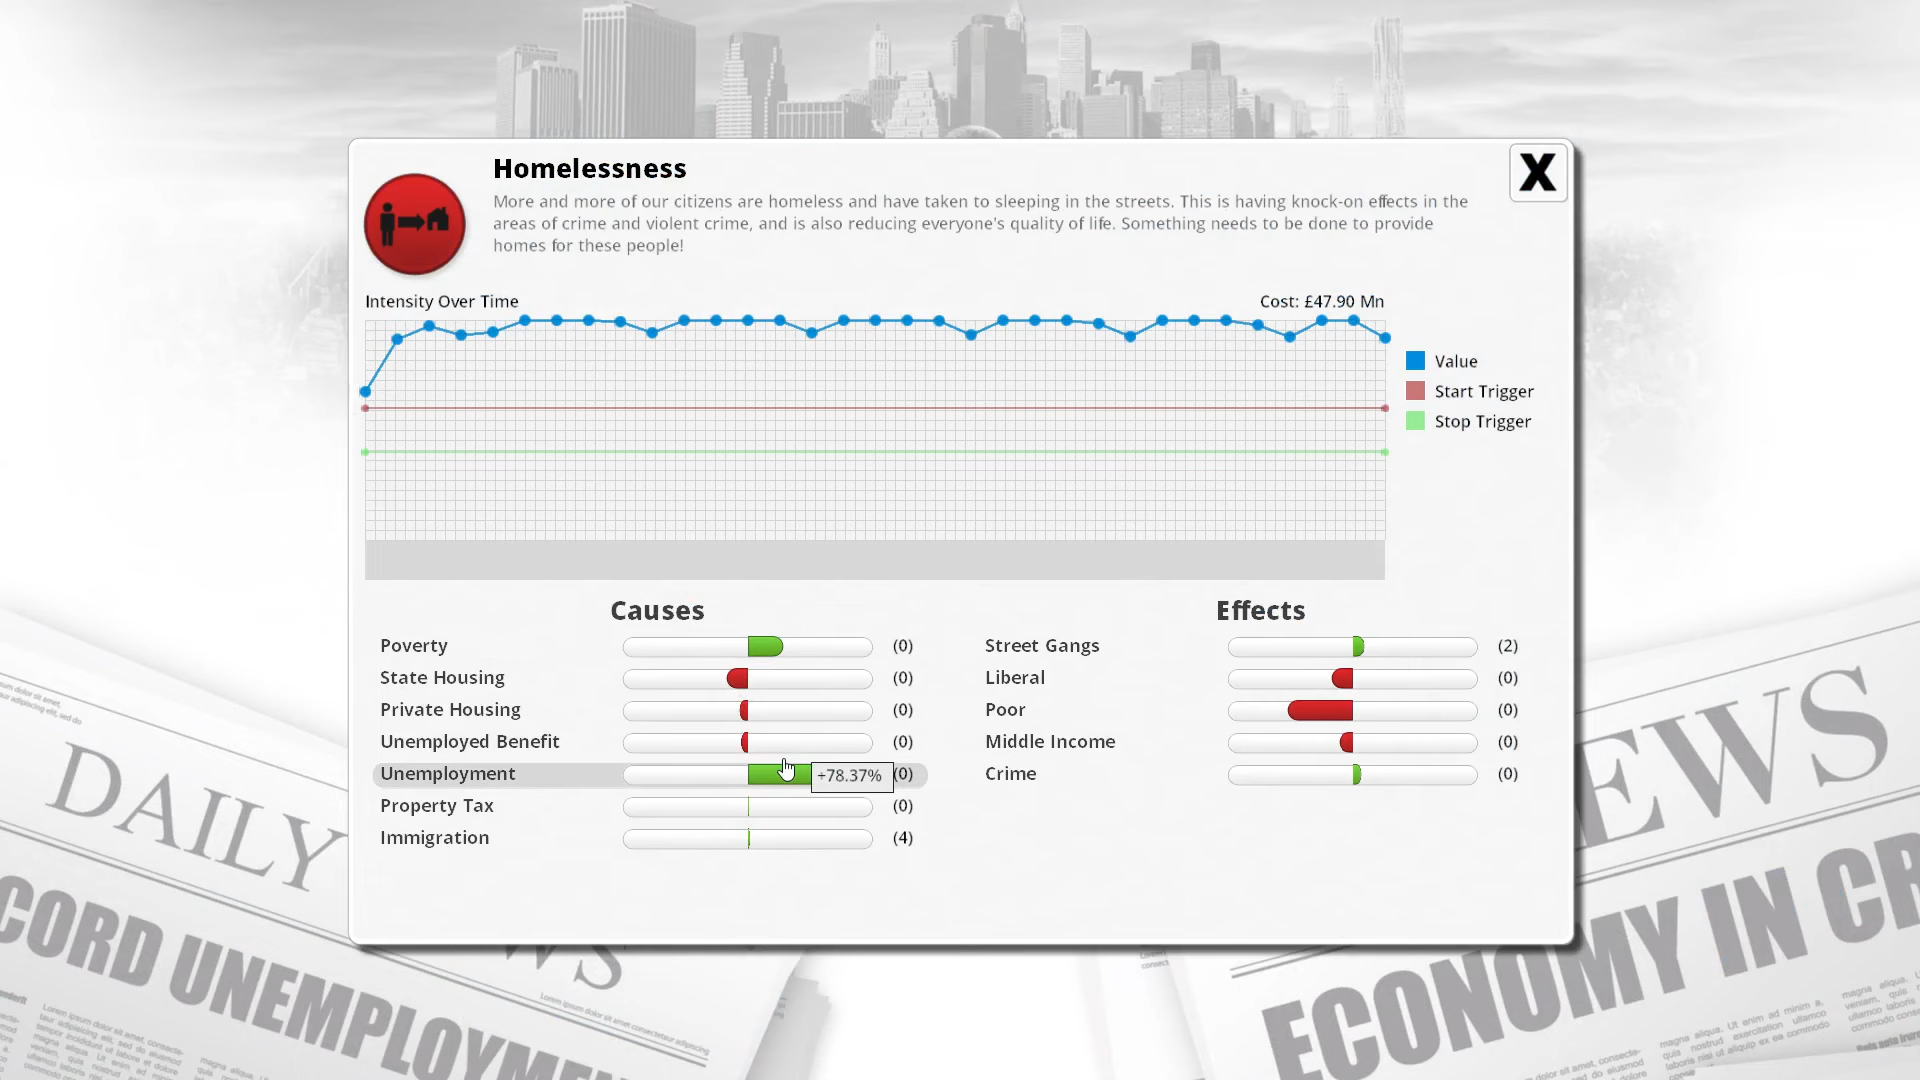 Homelessness
X
More and more of our citizens are homeless and have taken to sleeping in the streets. This is having knock-on effects in the
areas of crime and violent crime, and is also reducing everyone's quality of life. Something needs to be done to provide
homes for these people!
Intensity Over Time
Cost: £47.90 Mn
Value
Start Trigger
Stop Trigger
Causes
Poverty (0)
State Housing (0)
Private Housing (0)
Unemployed Benefit (0)
Unemployment +78.37% (0)
Property Tax (0)
Immigration (4)
Effects
Street Gangs (2)
Liberal (0)
Poor (0)
Middle Income (0)
Crime (0)
DAILY
WS
CORD UNEMPLOYME
EWS
ECONOMY IN CR